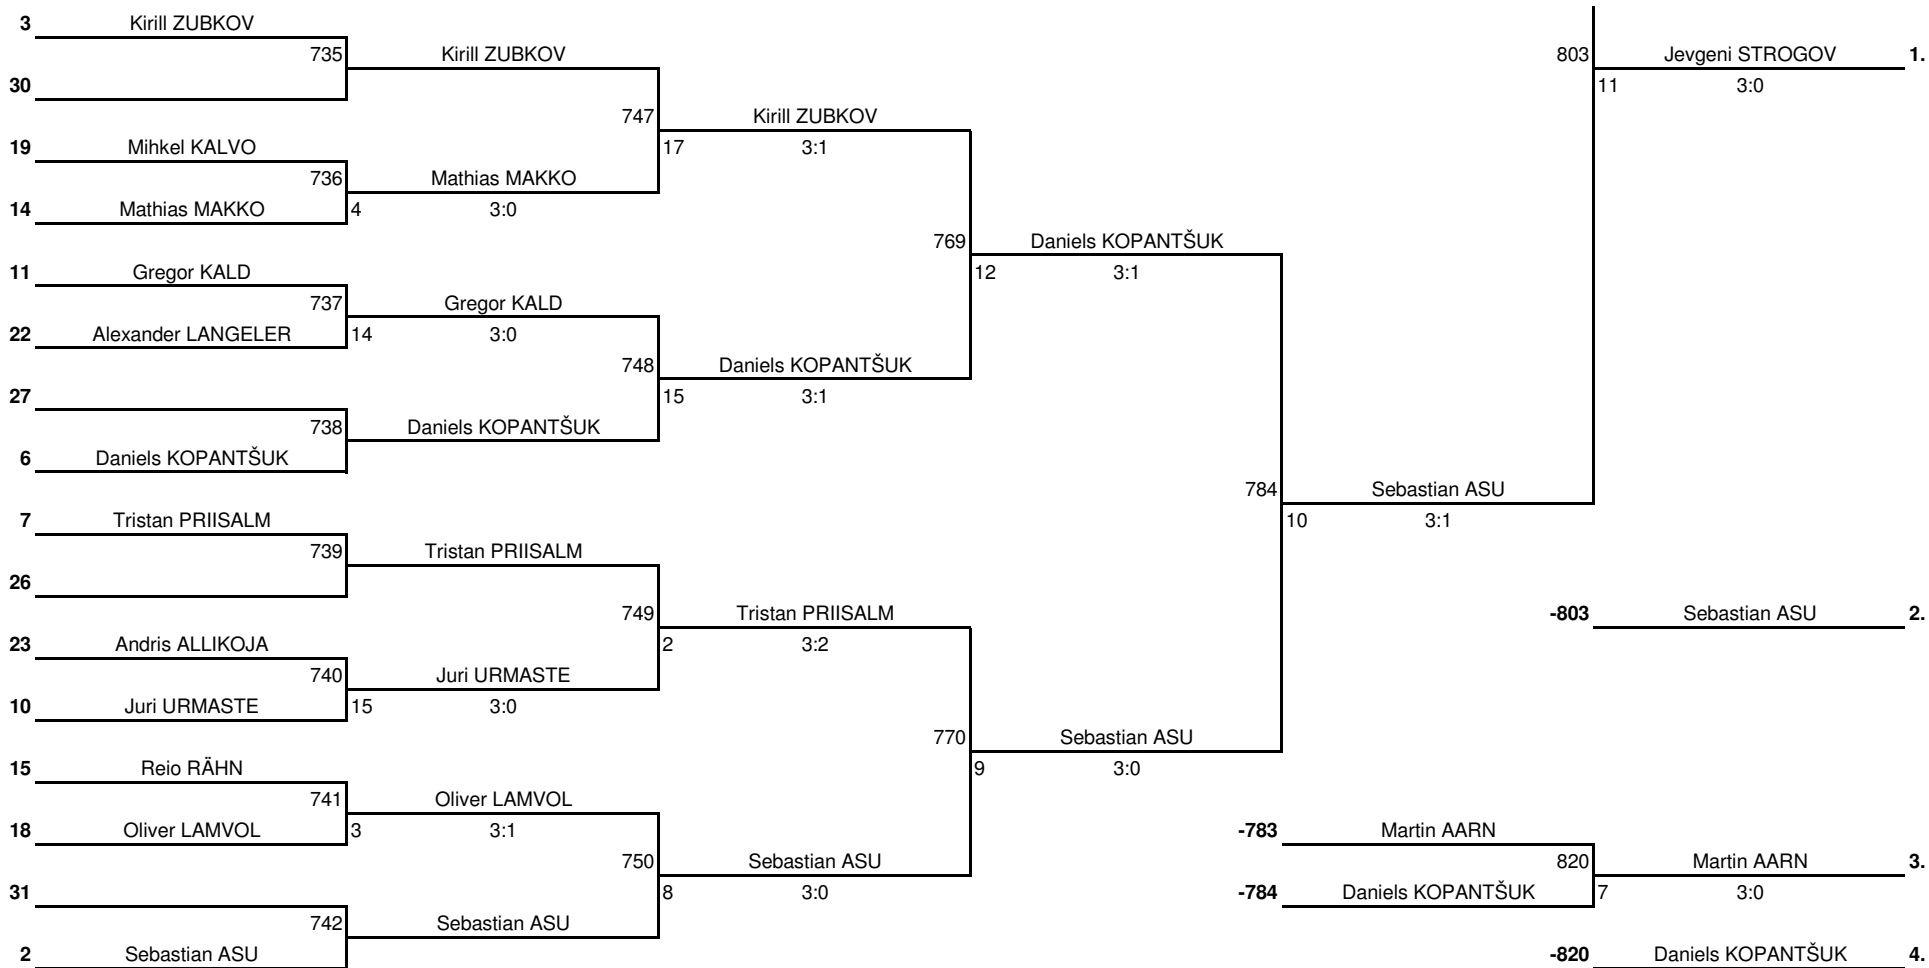 3 Kirill ZUBKOV
735 Kirill ZUBKOV 803 Jevgeni STROGOV 1.
30 11 3:0
747 Kirill ZUBKOV
19 Mihkel KALVO 17 3:1
736 Mathias MAKKO
14 Mathias MAKKO 4 3:0
769 Daniels KOPANTŠUK
11 Gregor KALD 12 3:1
737 Gregor KALD
22 Alexander LANGELER 14 3:0
748 Daniels KOPANTŠUK
27 15 3:1
738 Daniels KOPANTŠUK
6 Daniels KOPANTŠUK
784 Sebastian ASU
7 Tristan PRIISALM 10 3:1
739 Tristan PRIISALM
26
749 Tristan PRIISALM -803 Sebastian ASU 2.
23 Andris ALLIKOJA 2 3:2
740 Juri URMASTE
10 Juri URMASTE 15 3:0
770 Sebastian ASU
15 Reio RÄHN 9 3:0
741 Oliver LAMVOL
18 Oliver LAMVOL 3 3:1 -783 Martin AARN
750 Sebastian ASU 820 Martin AARN 3.
31 8 3:0 -784 Daniels KOPANTŠUK 7 3:0
742 Sebastian ASU
2 Sebastian ASU -820 Daniels KOPANTŠUK 4.